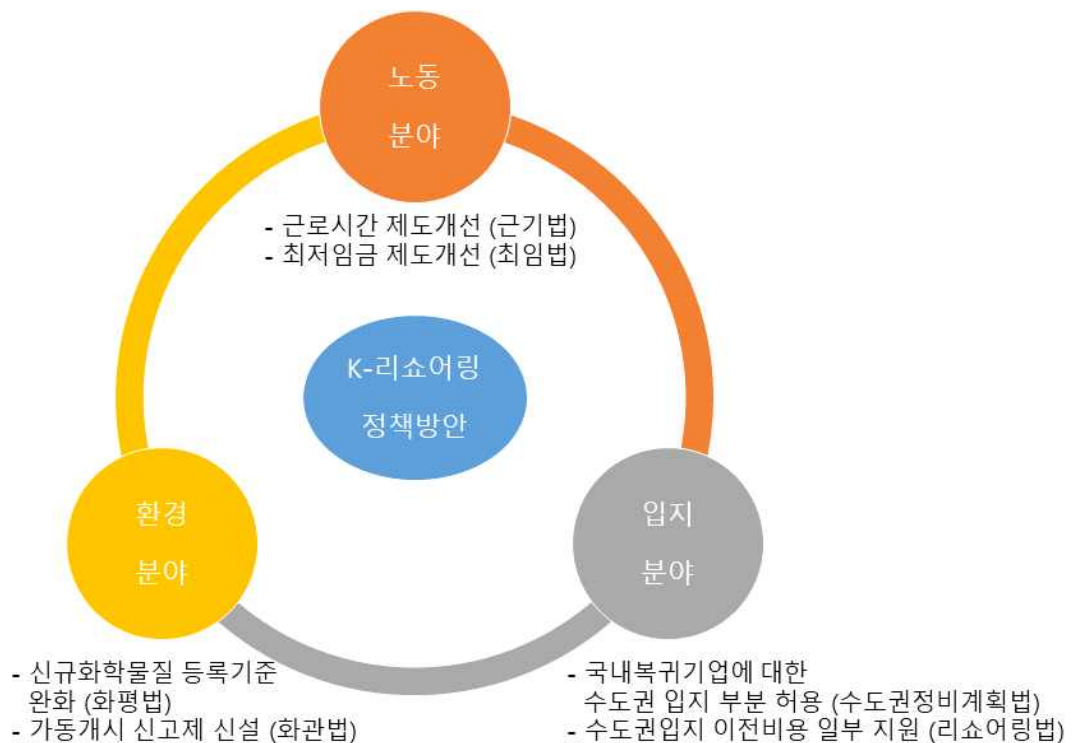 노동
분야
- 근로시간 제도개선 (근기법)
- 최저임금 제도개선 (최임법)
K-리쇼어링
정책방안
환경
분야
입지
분야
- 신규화학물질 등록기준
완화 (화평법)
- 가동개시 신고제 신설 (화관법)
- 국내복귀기업에 대한
수도권 입지 부분 허용 (수도권정비계획법)
- 수도권입지 이전비용 일부 지원 (리쇼어링법)